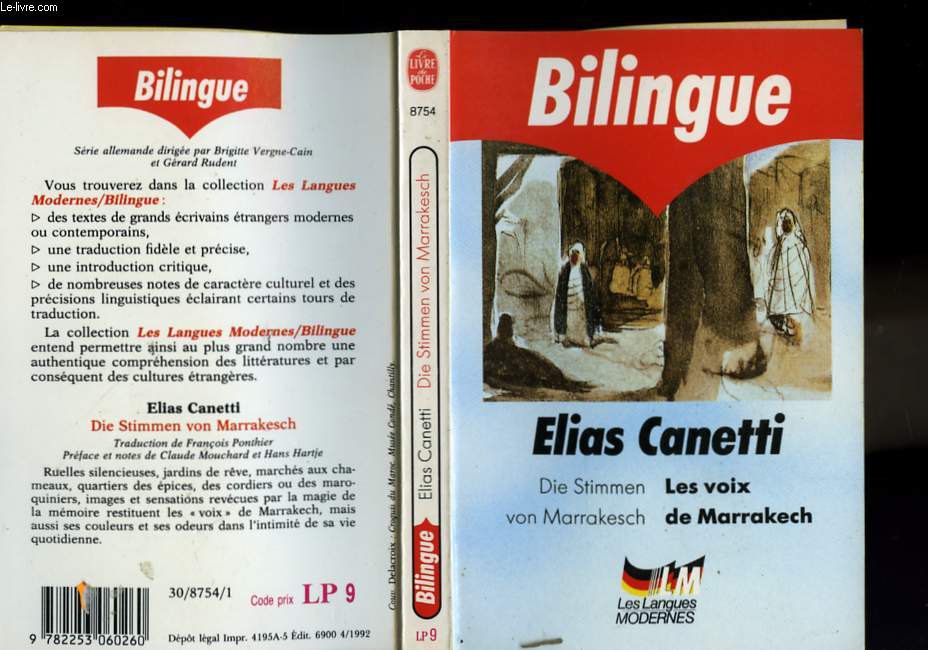 Le-livre.com
Bilingue
Série allemande dirigée par Brigitte Vergne-Cain
et Gérard Rudent
Vous trouverez dans la collection Les Langues
Modernes/Bilingue :
▷ des textes de grands écrivains étrangers modernes
ou contemporains,
▷ une traduction fidèle et précise,
▷ une introduction critique,
▷ de nombreuses notes de caractère culturel et des
précisions linguistiques éclairant certains tours de
traduction.
La collection Les Langues Modernes/Bilingue
entend permettre ainsi au plus grand nombre une
authentique compréhension des littératures et par
conséquent des cultures étrangères.
Elias Canetti
Die Stimmen von Marrakesch
Traduction de François Ponthier
Préface et notes de Claude Mouchard et Hans Hartje
Ruelles silencieuses, jardins de rêve, marchés aux cha-
meaux, quartiers des épices, des cordiers ou des maro-
quiniers, images et sensations revécues par la magie de
la mémoire restituent les « voix » de Marrakech, mais
aussi ses couleurs et ses odeurs dans l'intimité de sa vie
quotidienne.
30/8754/1
Code prix LP 9
9 782253 060260
Dépôt légal Impr. 4195A-5 Édit. 6900 4/1992
Couv. Delacroix : Croquis du Maroc, Musée Condé, Chantilly.
Le
LIVRE
de
POCHE
8754
Bilingue Elias Canetti Die Stimmen von Marrakesch
LP 9
Bilingue
Elias Canetti
Die Stimmen Les voix
von Marrakesch de Marrakech
LM
Les Langues
MODERNES